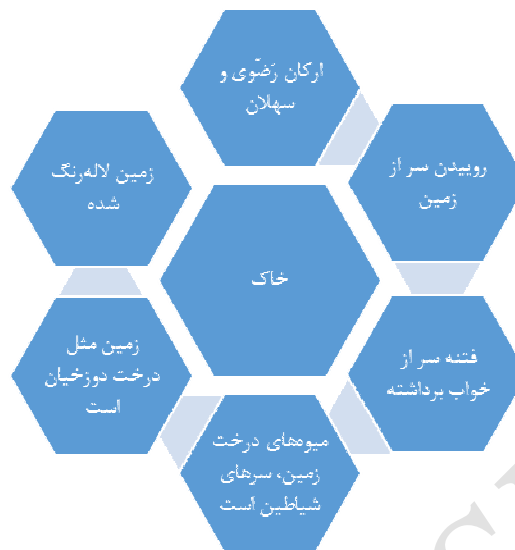 ارکان رَضّوی و
سهلان
روییدن سر از
زمین
فتنه سر از
خواب برداشته
میوه‌های درخت
زمین، سرهای
شیاطین است
زمین مثل
درخت دوزخیان
است
زمین لاله‌رنگ
شده
خاک